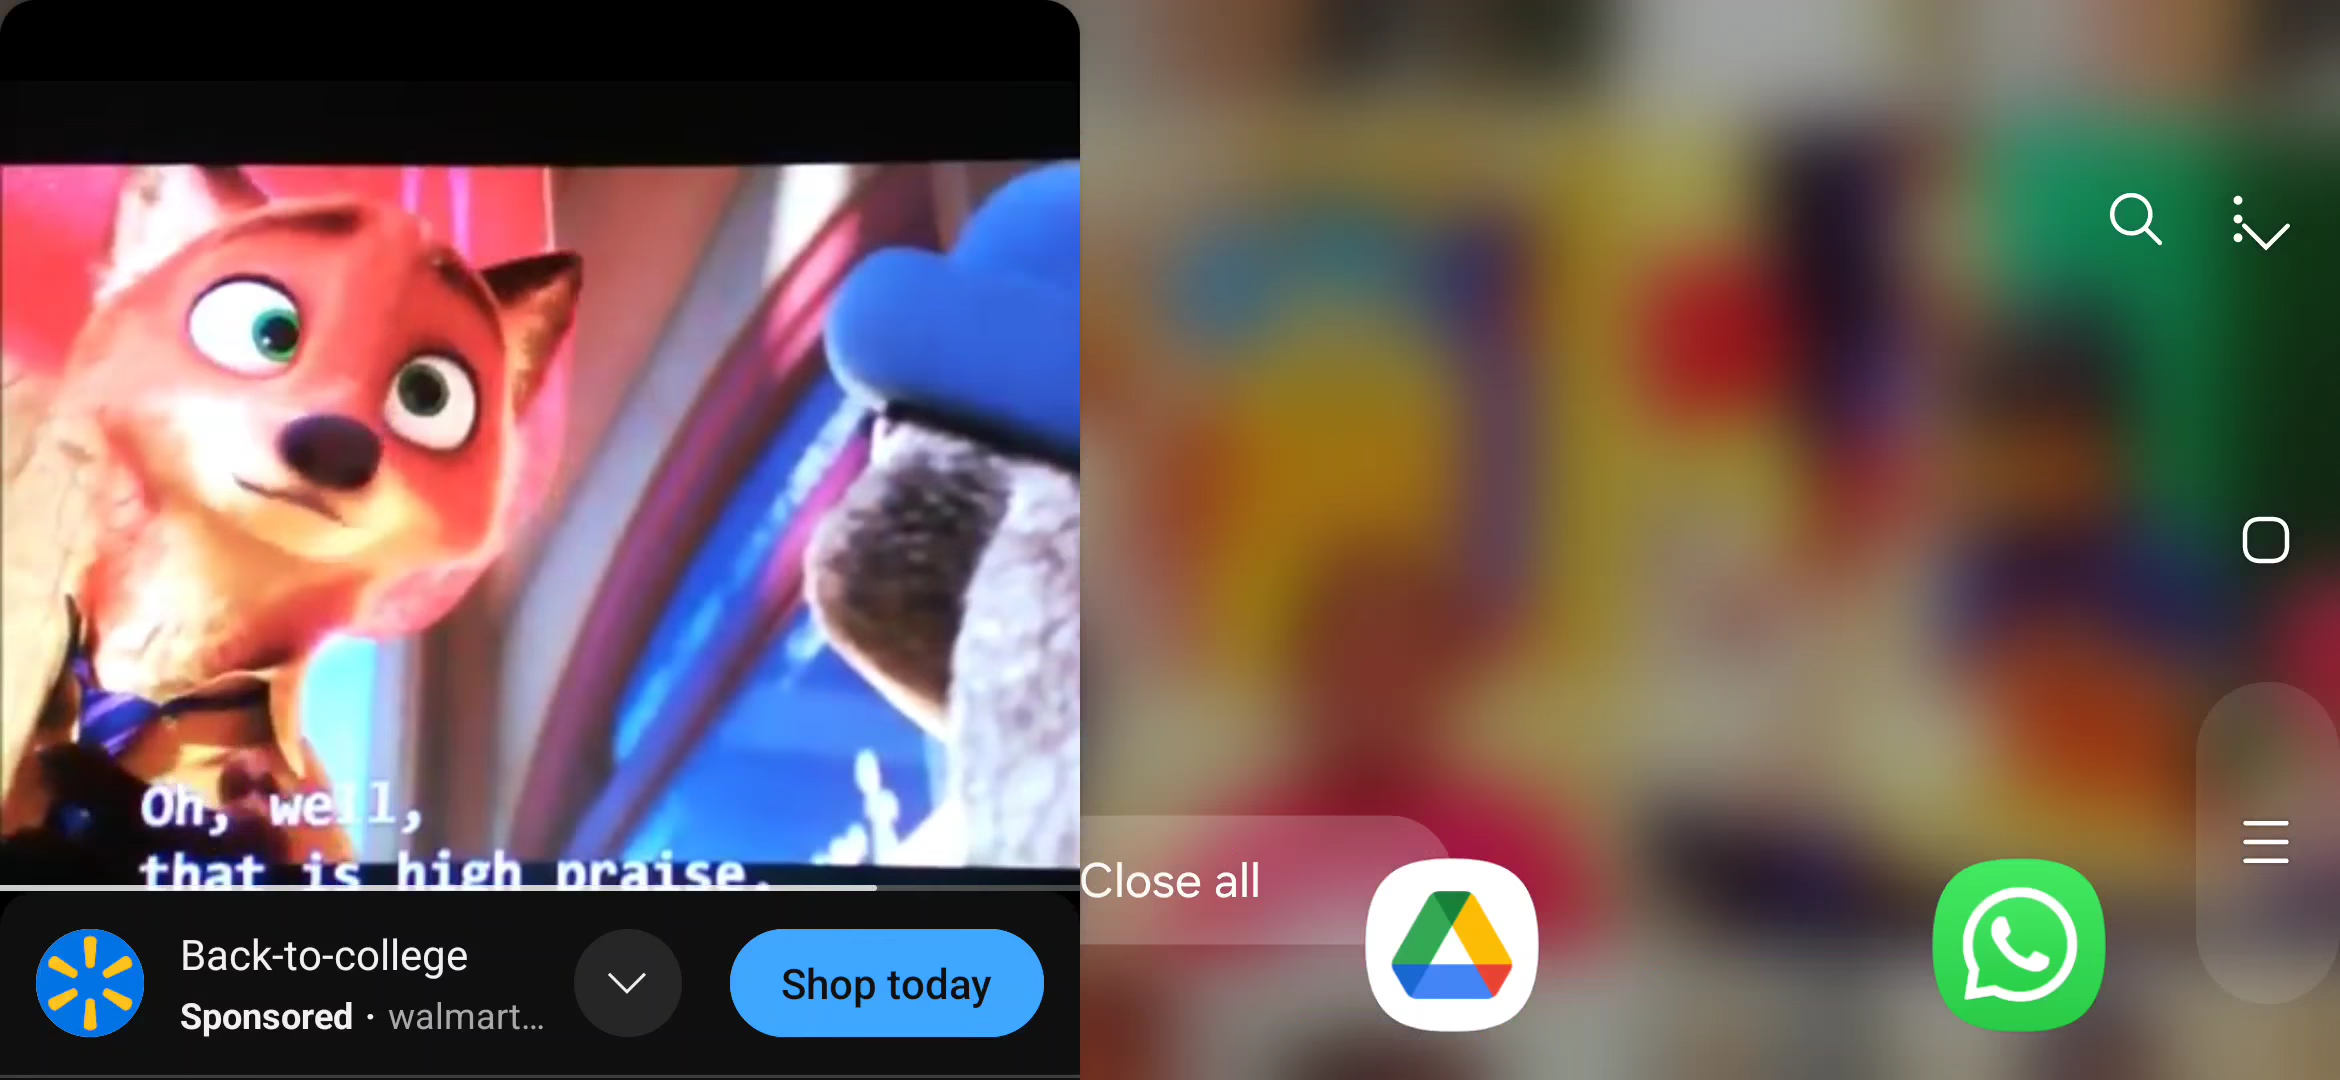 Oh, well,
that is high praise.
Back-to-college
Sponsored · walmart...
Shop today
Close all